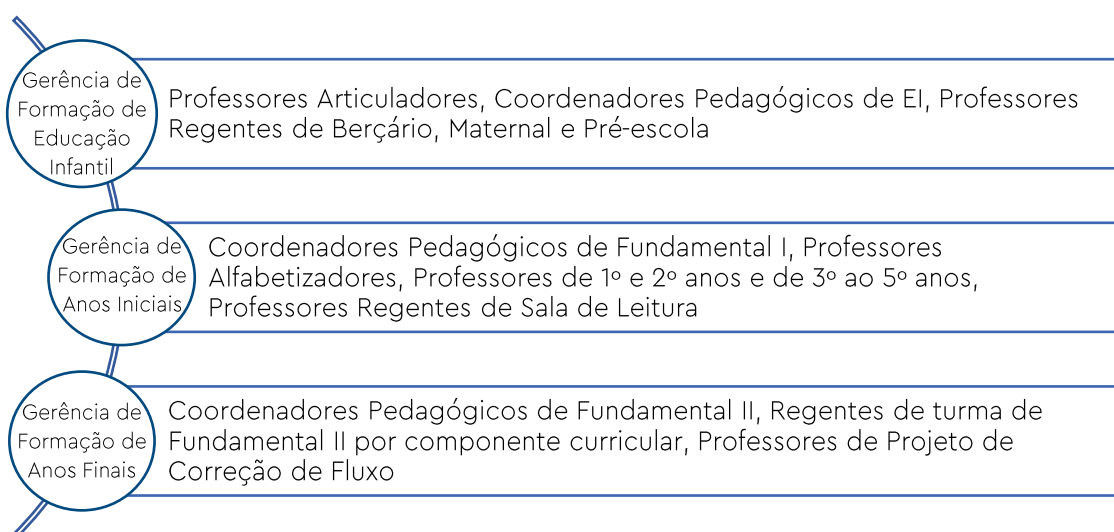 Gerência de
Formação de
Educação
Infantil
Professores Articuladores, Coordenadores Pedagógicos de EI, Professores
Regentes de Berçário, Maternal e Pré-escola
Gerência de
Formação de
Anos Iniciais
Coordenadores Pedagógicos de Fundamental I, Professores
Alfabetizadores, Professores de 1º e 2º anos e de 3º ao 5º anos,
Professores Regentes de Sala de Leitura
Gerência de
Formação de
Anos Finais
Coordenadores Pedagógicos de Fundamental II, Regentes de turma de
Fundamental II por componente curricular, Professores de Projeto de
Correção de Fluxo